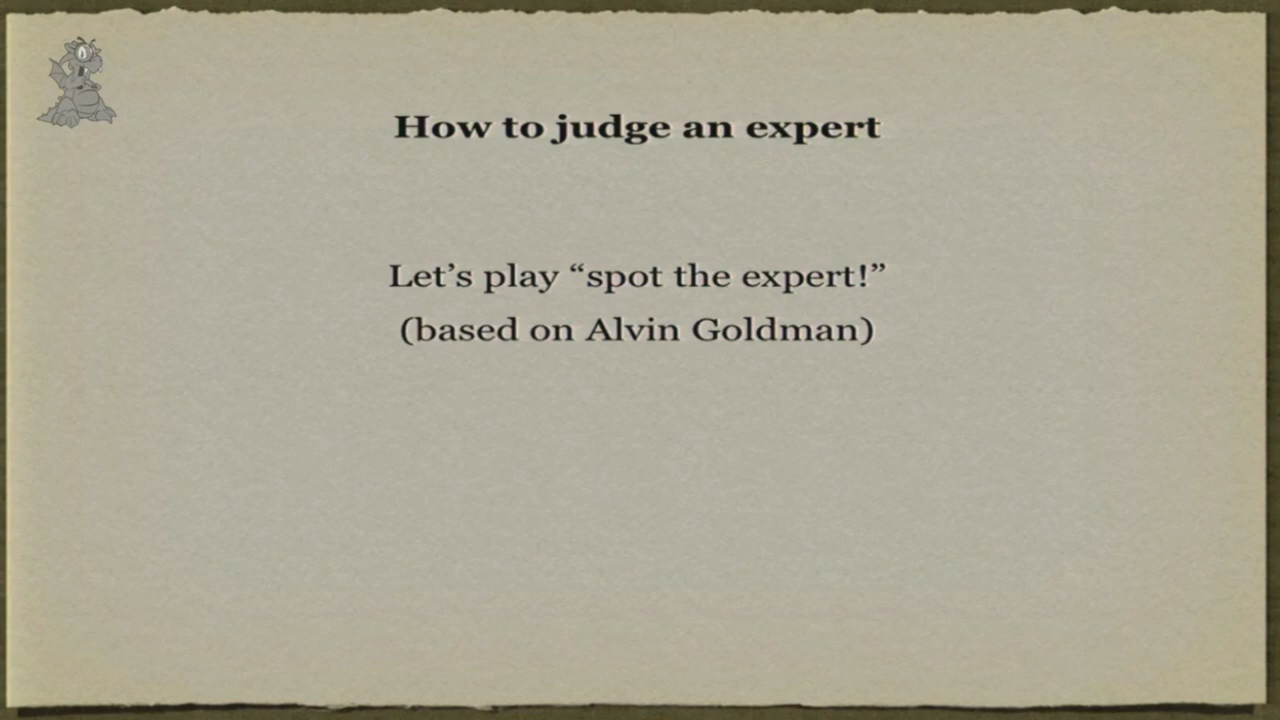 How to judge an expert
Let’s play “spot the expert!”
(based on Alvin Goldman)